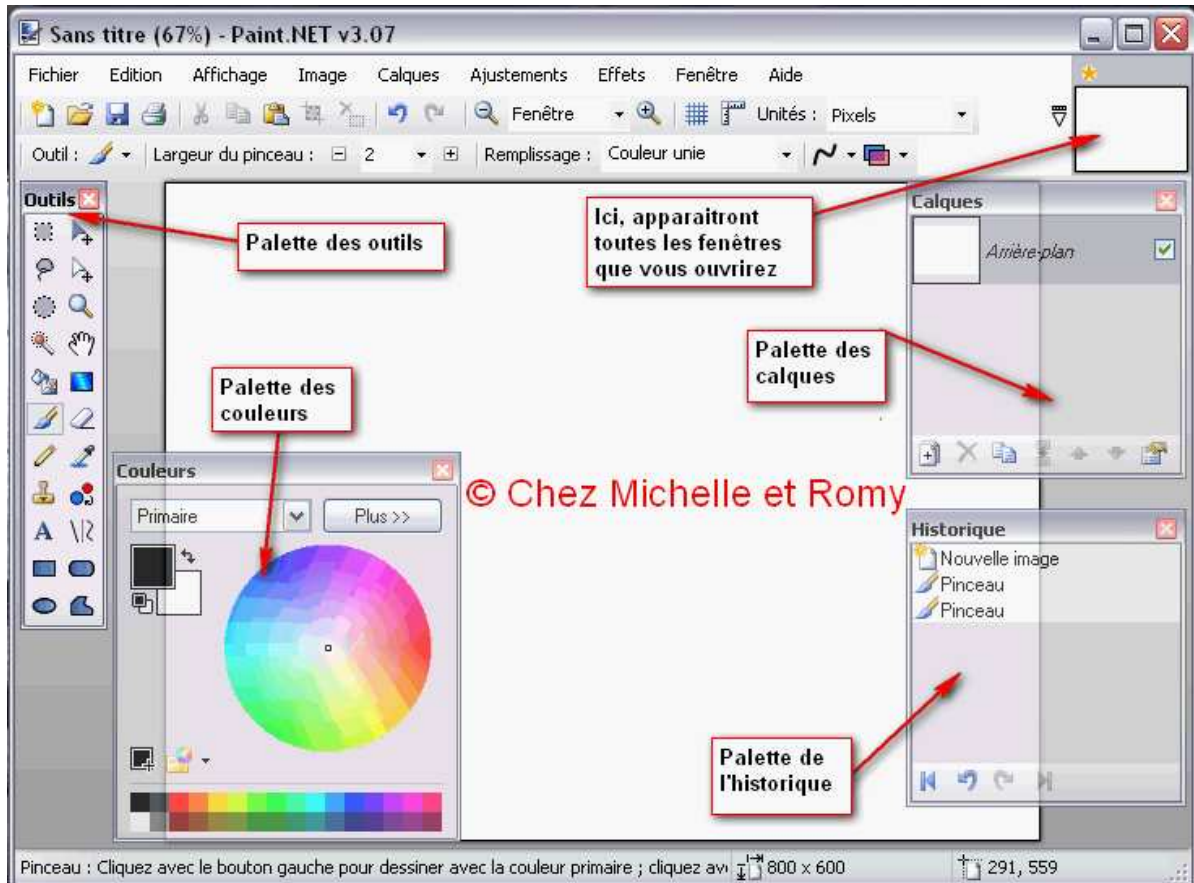 Sans titre (67%) - Paint.NET v3.07
Fichier Edition Affichage Image Calques Ajustements Effets Fenêtre Aide
Fenêtre Unités : Pixels
Outil : Largeur du pinceau : 2 Remplissage : Couleur unie
Outils
Palette des outils
Ici, apparaitront
toutes les fenêtres
que vous ouvrirez
Calques
Arrière-plan
Palette des
calques
Palette des
couleurs
Couleurs
Primaire Plus >>
© Chez Michelle et Romy
Historique
Nouvelle image
Pinceau
Pinceau
Palette de
l'historique
Pinceau : Cliquez avec le bouton gauche pour dessiner avec la couleur primaire ; cliquez 800 x 600 291, 559